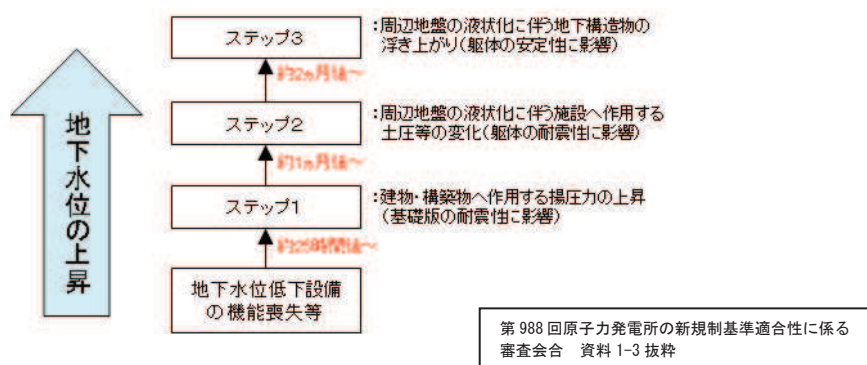 ステップ3
:周辺地盤の液状化に伴う地下構造物の
浮き上がり(躯体の安定性に影響)
約2ヵ月後~
ステップ2
:周辺地盤の液状化に伴う施設へ作用する
土圧等の変化(躯体の耐震性に影響)
約1ヵ月後~
ステップ1
:建物・構築物へ作用する揚圧力の上昇
(基礎版の耐震性に影響)
地下水位低下設備
の機能喪失等
地下水位の上昇
第 988 回原子力発電所の新規制基準適合性に係る
審査会合 資料 1-3 抜粋